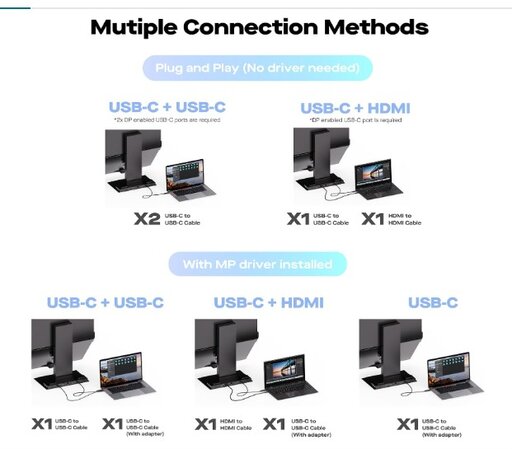 Mutiple Connection Methods
Plug and Play (No driver needed)
USB-C + USB-C
*2x DP enabled USB-C ports are required
X2 USB-C to
USB-C Cable
USB-C + HDMI
*DP enabled USB-C port is required
X1 USB-C to
USB-C Cable
X1 HDMI to
HDMI Cable
With MP driver installed
USB-C + USB-C
X1 USB-C to
USB-C Cable
X1 USB-C to
USB-C Cable
(With adapter)
USB-C + HDMI
X1 HDMI to
HDMI Cable
X1 USB-C to
USB-C Cable
(With adapter)
USB-C
X1 USB-C to
USB-C Cable
(With adapter)